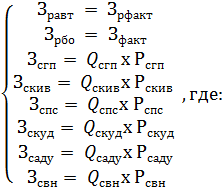 Зравт = Зрфакт
Зрбо = Зфакт
Зсгп = Qсгп х Рсгп
Зскив = Qскив х Рскив
Зспс = Qспс х Рспс
Зскуд = Qскуд х Рскуд
Зсаду = Qсаду х Рсаду
Зсвн = Qсвн х Рсвн
, где: